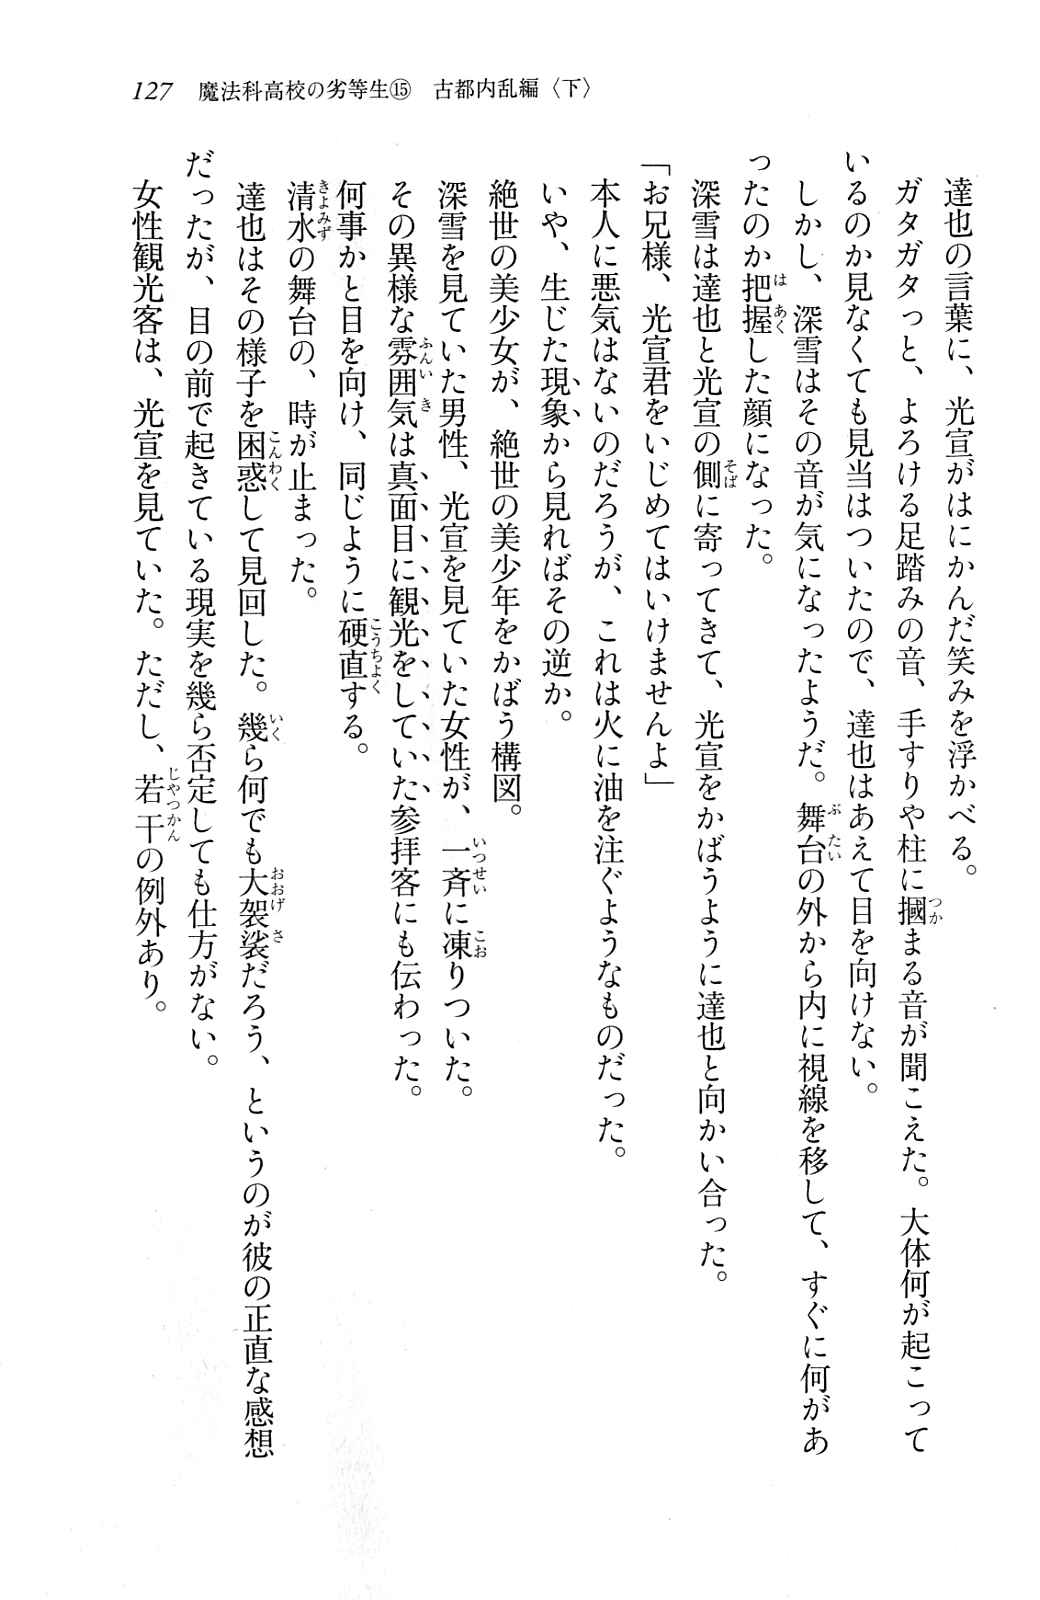 127 魔法科高校の劣等生⑮ 古都内乱編〈下〉
達也の言葉に、光宣がはにかんだ笑みを浮かべる。
ガタガタっと、よろける足踏みの音、手すりや柱に摑まる音が聞こえた。大体何が起こって
いるのか見なくても見当はついたので、達也はあえて目を向けない。
しかし、深雪はその音が気になったようだ。舞台の外から内に視線を移して、すぐに何があ
ったのか把握した顔になった。
深雪は達也と光宣の側に寄ってきて、光宣をかばうように達也と向かい合った。
「お兄様、光宣君をいじめてはいけませんよ」
本人に悪気はないのだろうが、これは火に油を注ぐようなものだった。
いや、生じた現象から見ればその逆か。
絶世の美少女が、絶世の美少年をかばう構図。
深雪を見ていた男性、光宣を見ていた女性が、一斉に凍りついた。
その異様な雰囲気は真面目に観光をしていた参拝客にも伝わった。
何事かと目を向け、同じように硬直する。
清水の舞台の、時が止まった。
達也はその様子を困惑して見回した。幾ら何でも大袈裟だろう、というのが彼の正直な感想
だったが、目の前で起きている現実を幾ら否定しても仕方がない。
女性観光客は、光宣を見ていた。ただし、若干の例外あり。